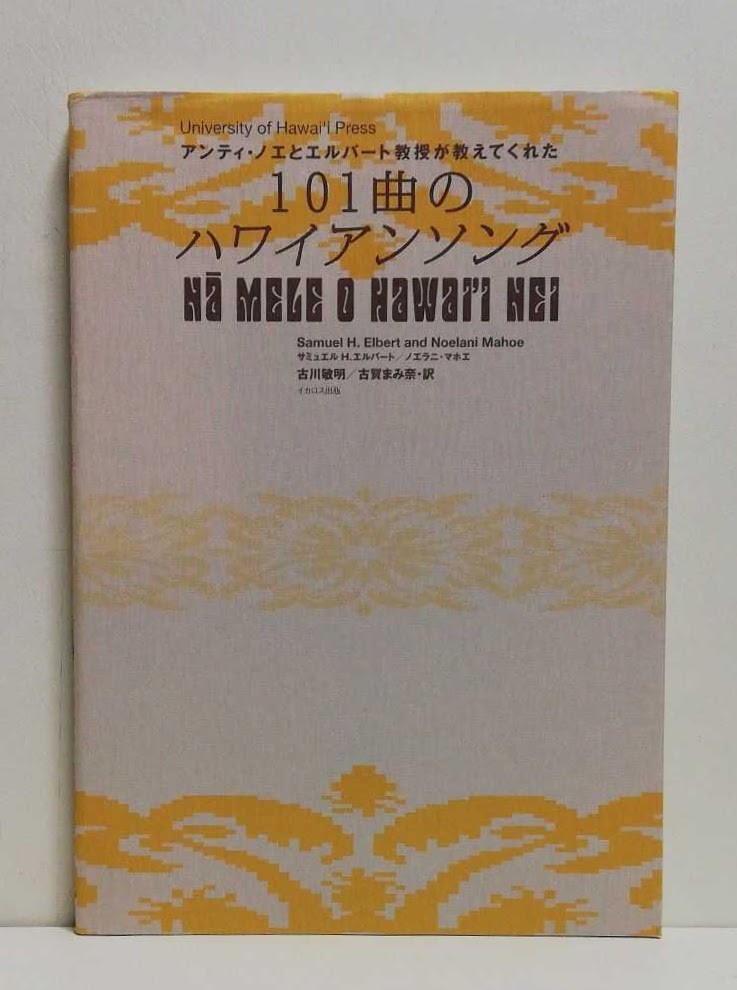 University of Hawai'i Press
アンティ・ノエとエルバート教授が教えてくれた
101曲の
ハワイアンソング
Nā Mele o Hawai'i Nei
Samuel H. Elbert and Noelani Mahoe
サミュエル H.エルバート／ノエラニ・マホエ
古川敏明／古賀まみ奈・訳
イカロス出版